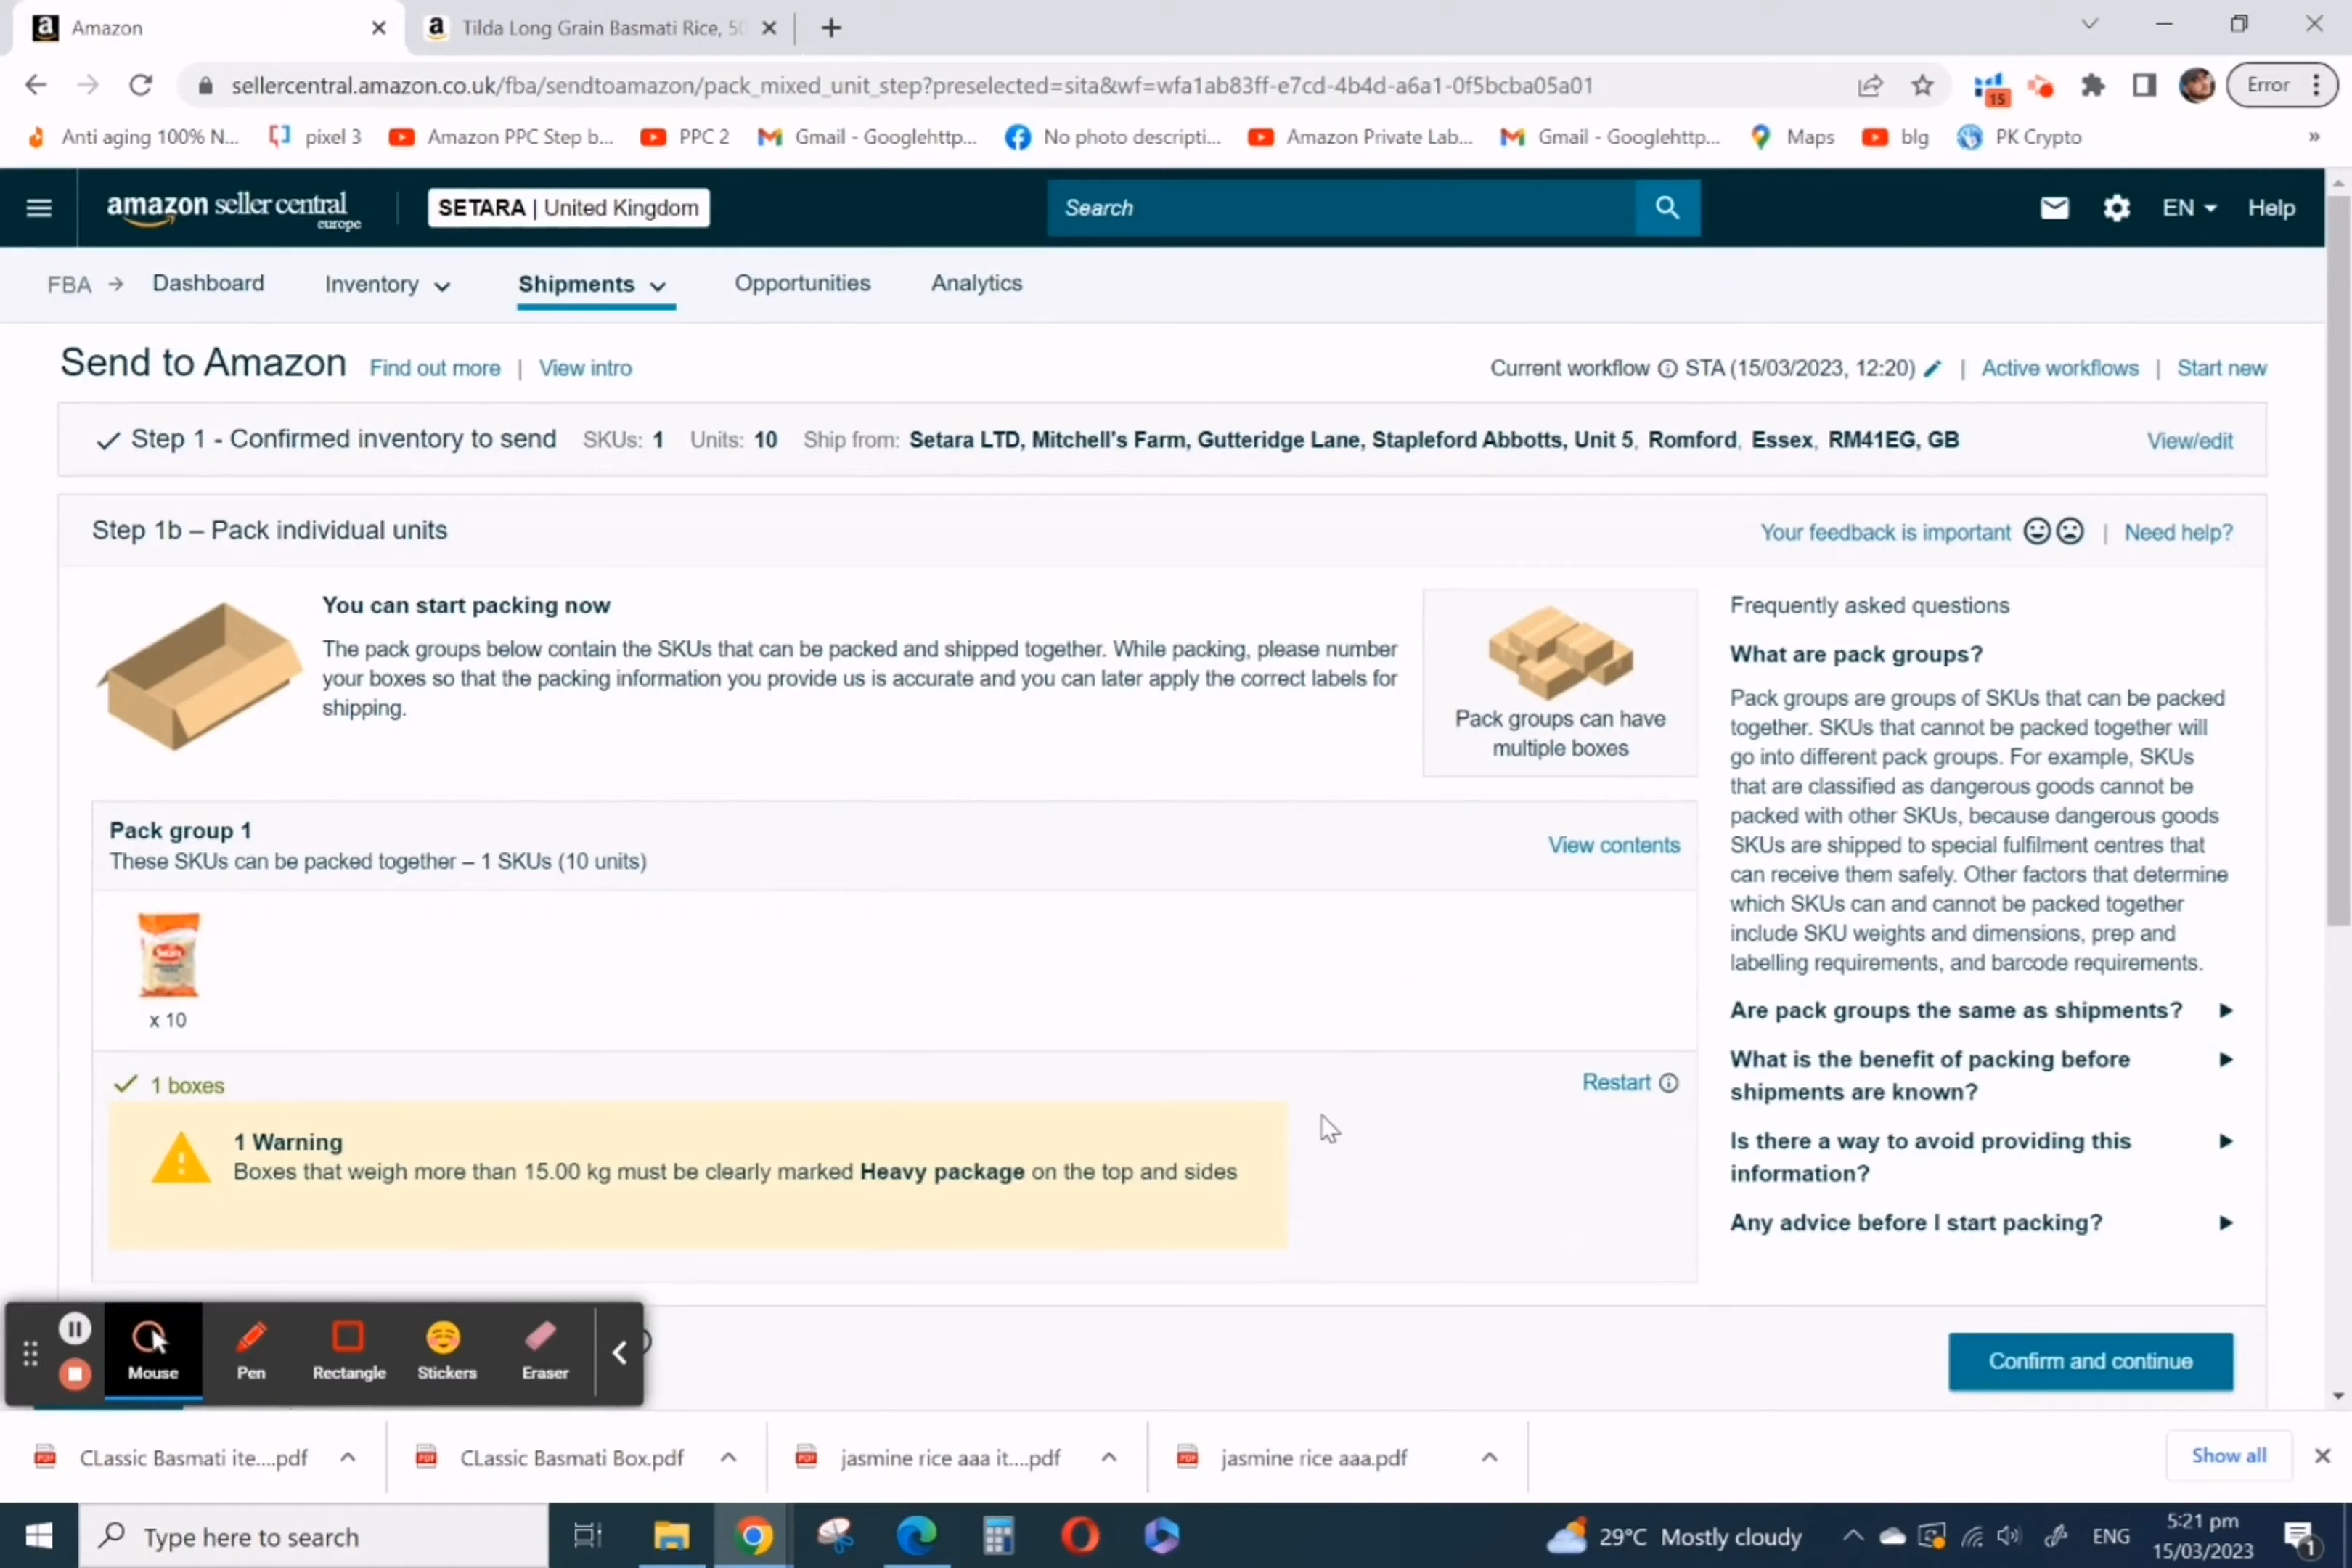 Amazon
Tilda Long Grain Basmati Rice, 50
sellercentral.amazon.co.uk/fba/sendtoamazon/pack_mixed_unit_step?preselected=sita&wf=wfa1ab83ff-e7cd-4b4d-a6a1-0f5bcba05a01
15
Error
Anti aging 100% N...
pixel 3
Amazon PPC Step b...
PPC 2
Gmail - Googlehttp...
No photo descripti...
Amazon Private Lab...
Gmail - Googlehttp...
Maps
blg
PK Crypto
»
amazon seller central
europe
SETARA | United Kingdom
Search
EN
Help
FBA
Dashboard
Inventory
Shipments
Opportunities
Analytics
Send to Amazon Find out more | View intro
Current workflow STA (15/03/2023, 12:20) | Active workflows | Start new
Step 1 - Confirmed inventory to send SKUs: 1 Units: 10 Ship from: Setara LTD, Mitchell's Farm, Gutteridge Lane, Stapleford Abbotts, Unit 5, Romford, Essex, RM41EG, GB View/edit
Step 1b – Pack individual units
Your feedback is important | Need help?
You can start packing now
The pack groups below contain the SKUs that can be packed and shipped together. While packing, please number
your boxes so that the packing information you provide us is accurate and you can later apply the correct labels for
shipping.
Pack groups can have
multiple boxes
Pack group 1
These SKUs can be packed together – 1 SKUs (10 units)
View contents
x 10
1 boxes
Restart
1 Warning
Boxes that weigh more than 15.00 kg must be clearly marked Heavy package on the top and sides
Frequently asked questions
What are pack groups?
Pack groups are groups of SKUs that can be packed
together. SKUs that cannot be packed together will
go into different pack groups. For example, SKUs
that are classified as dangerous goods cannot be
packed with other SKUs, because dangerous goods
SKUs are shipped to special fulfilment centres that
can receive them safely. Other factors that determine
which SKUs can and cannot be packed together
include SKU weights and dimensions, prep and
labelling requirements, and barcode requirements.
Are pack groups the same as shipments?
What is the benefit of packing before
shipments are known?
Is there a way to avoid providing this
information?
Any advice before I start packing?
Confirm and continue
Mouse
Pen
Rectangle
Stickers
Eraser
CLassic Basmati ite....pdf
CLassic Basmati Box.pdf
jasmine rice aaa it....pdf
jasmine rice aaa.pdf
Show all
Type here to search
29°C Mostly cloudy
ENG
5:21 pm
15/03/2023
1